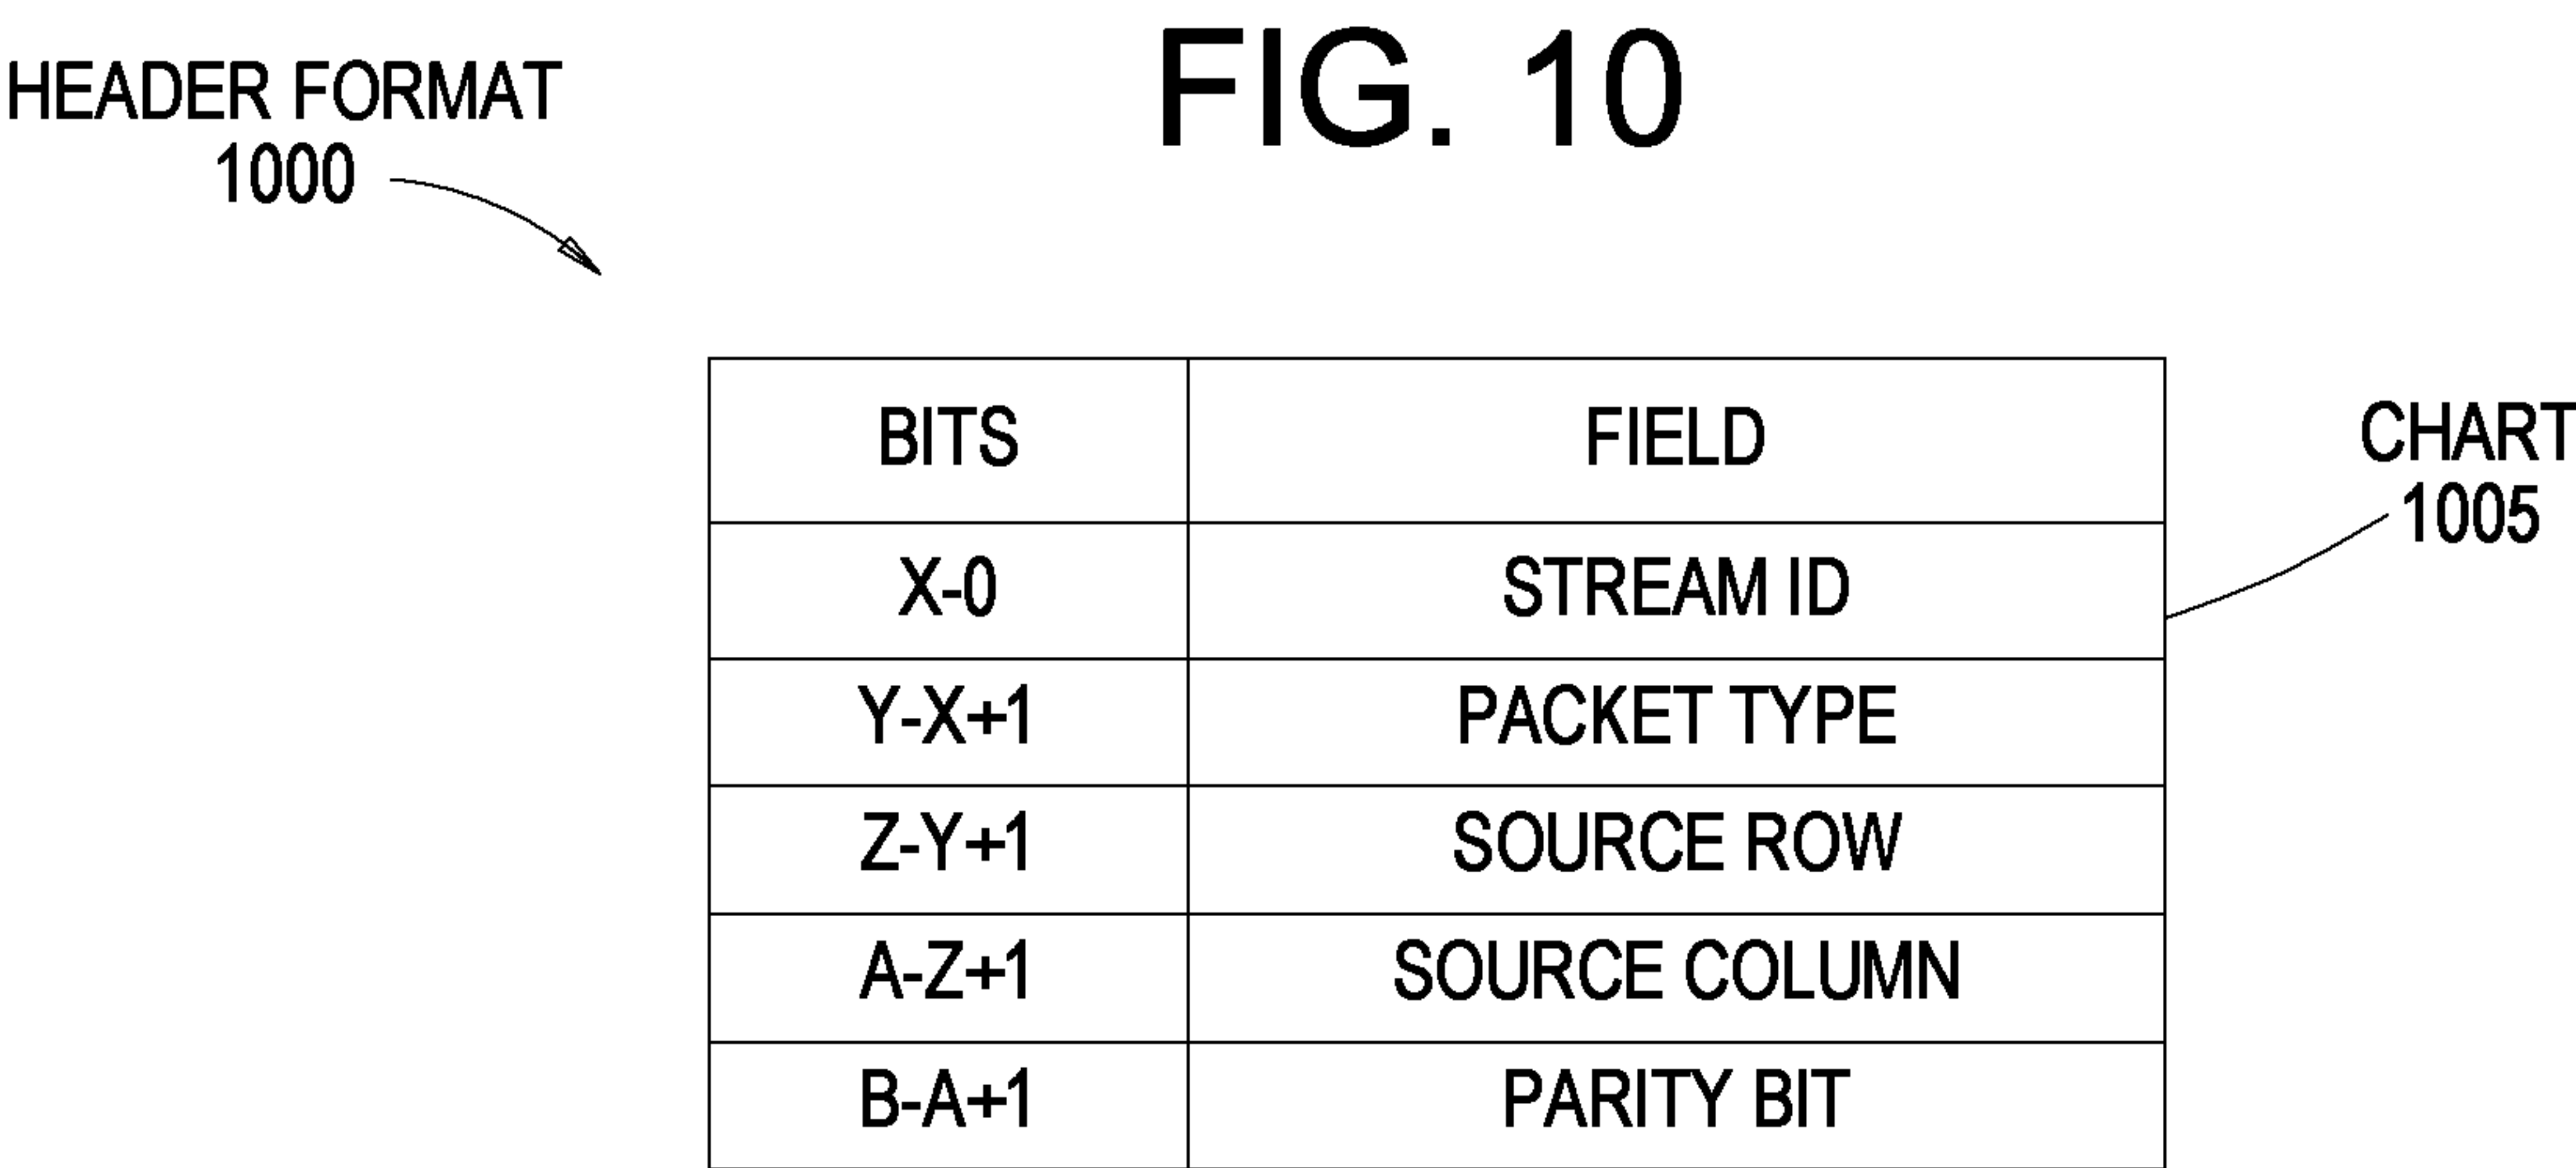 FIG. 10
HEADER FORMAT
1000
BITS FIELD
X-0 STREAM ID
Y-X+1 PACKET TYPE
Z-Y+1 SOURCE ROW
A-Z+1 SOURCE COLUMN
B-A+1 PARITY BIT
CHART
1005